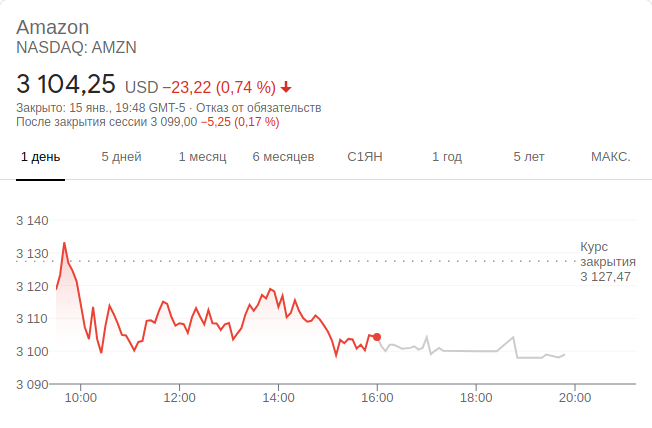 Amazon
NASDAQ: AMZN
3 104,25 USD −23,22 (0,74 %)
Закрыто: 15 янв., 19:48 GMT-5 · Отказ от обязательств
После закрытия сессии 3 099,00 −5,25 (0,17 %)
1 день 5 дней 1 месяц 6 месяцев С1ЯН 1 год 5 лет МАКС.
3 140
3 130
3 120
3 110
3 100
3 090
Курс
закрытия
3 127,47
10:00 12:00 14:00 16:00 18:00 20:00